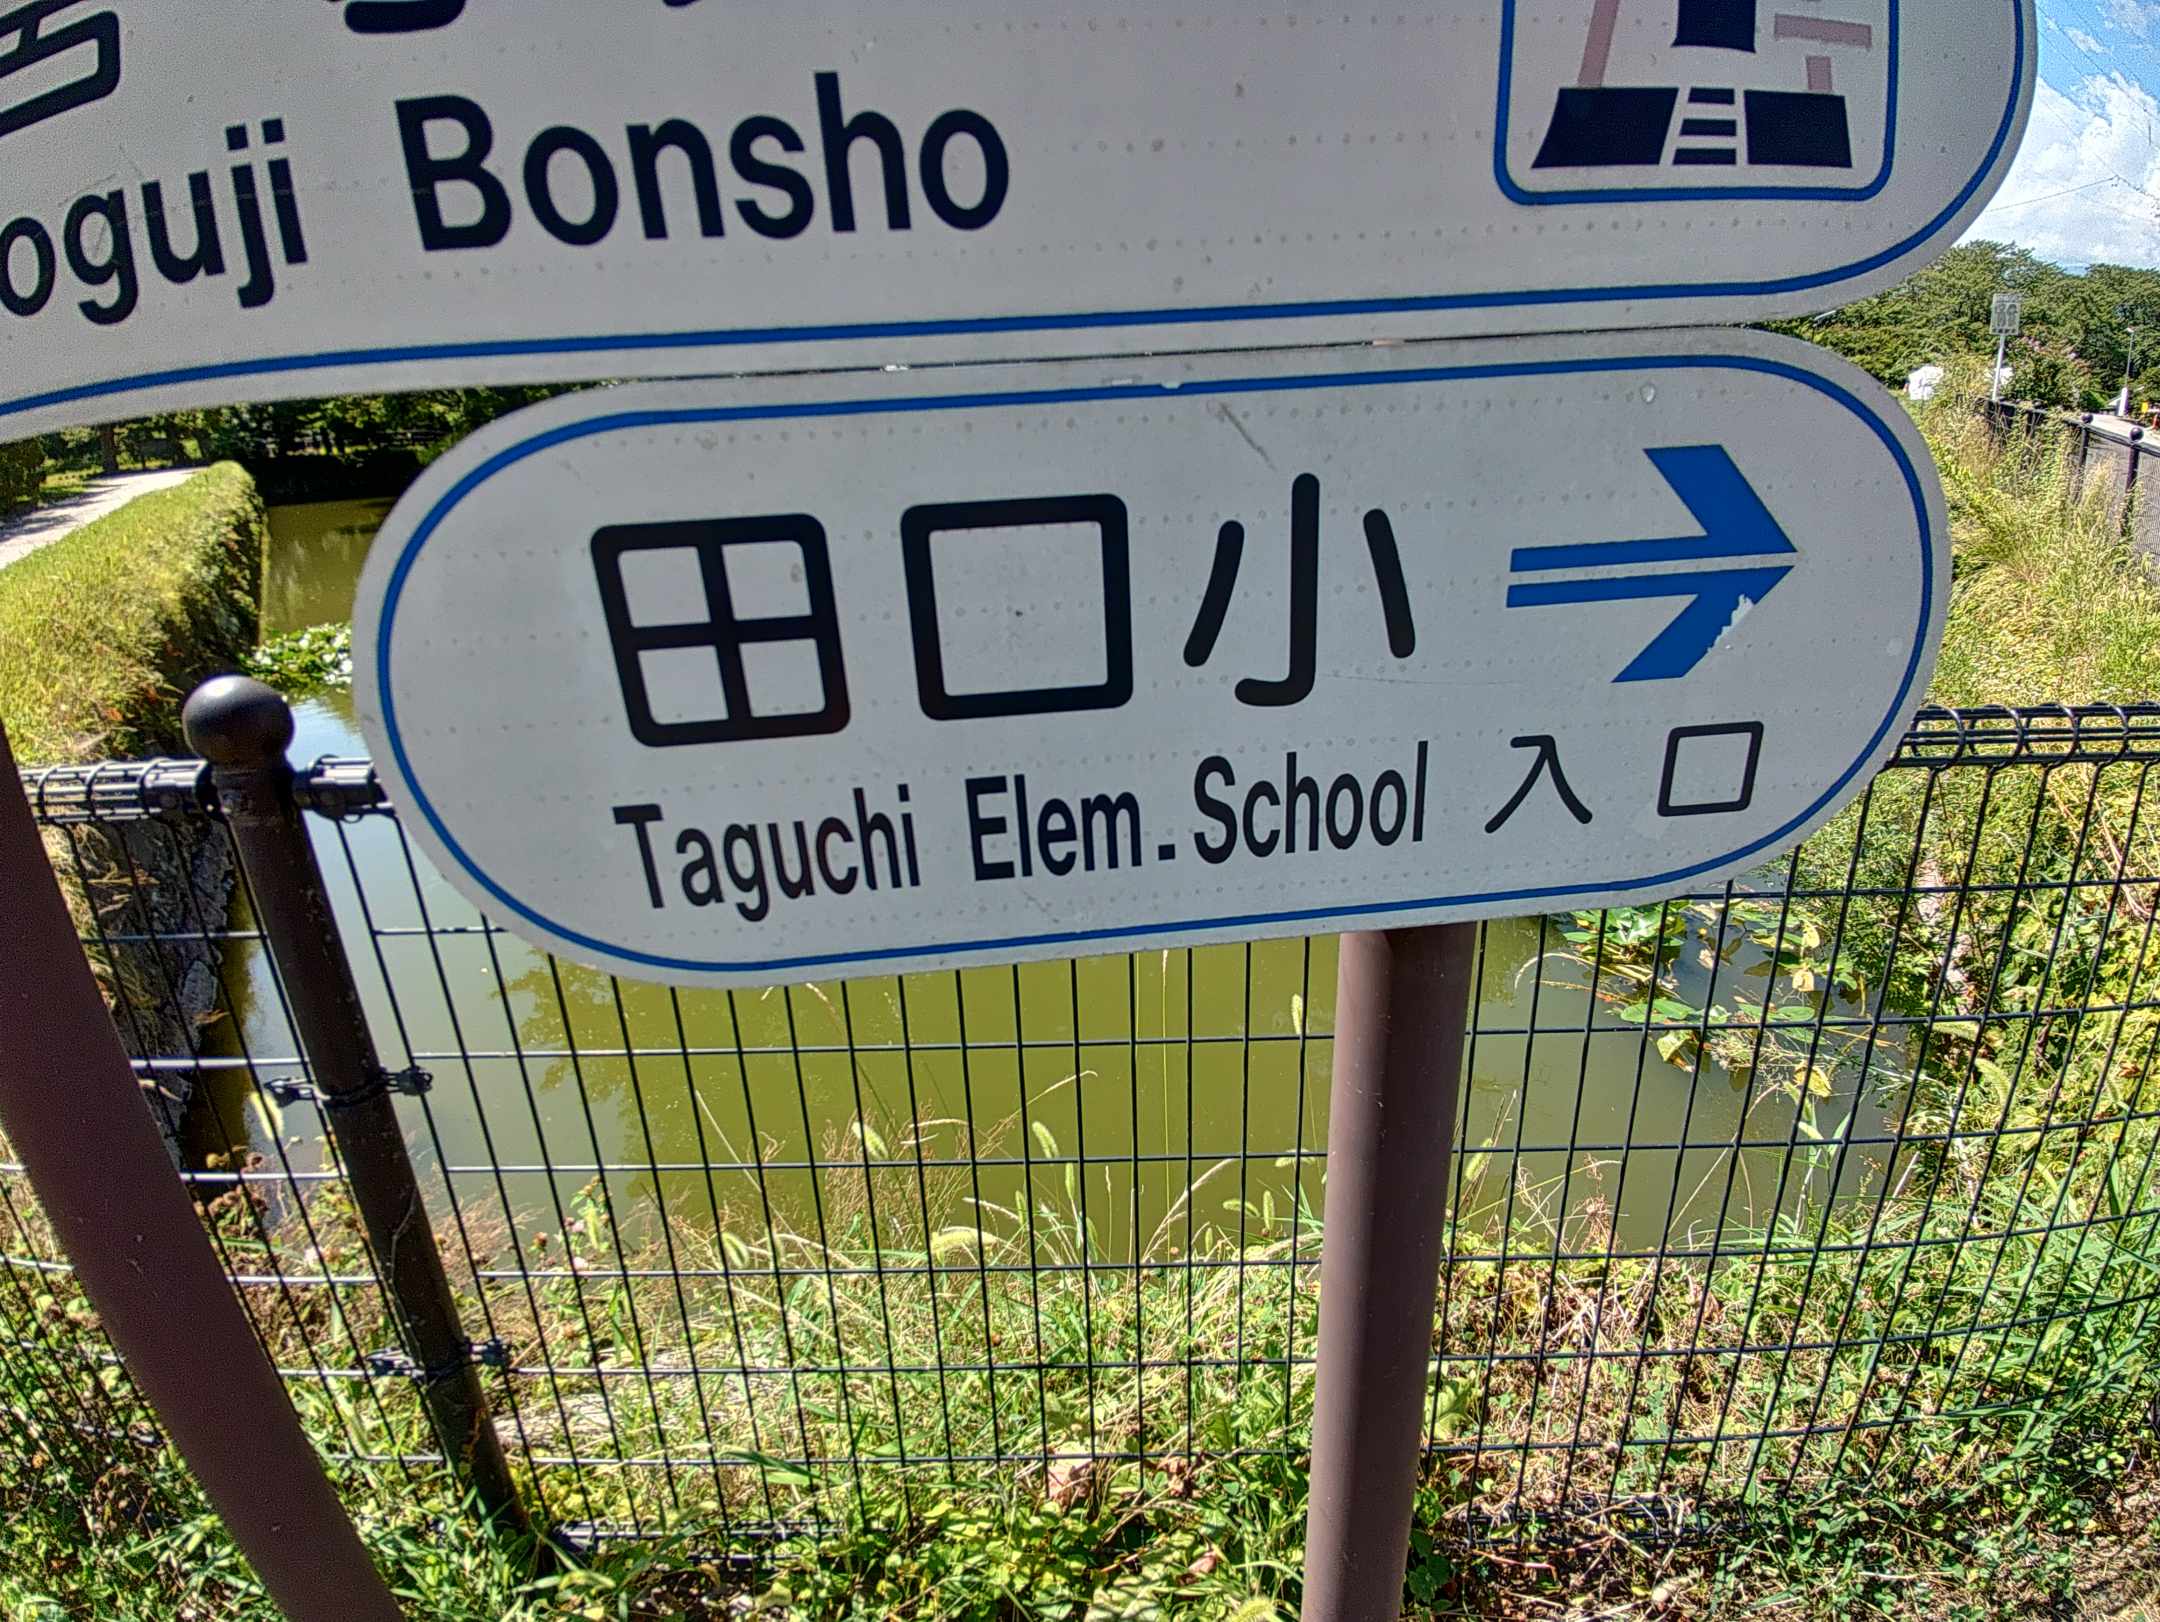 oguji Bonsho
田口小
Taguchi Elem. School 入口